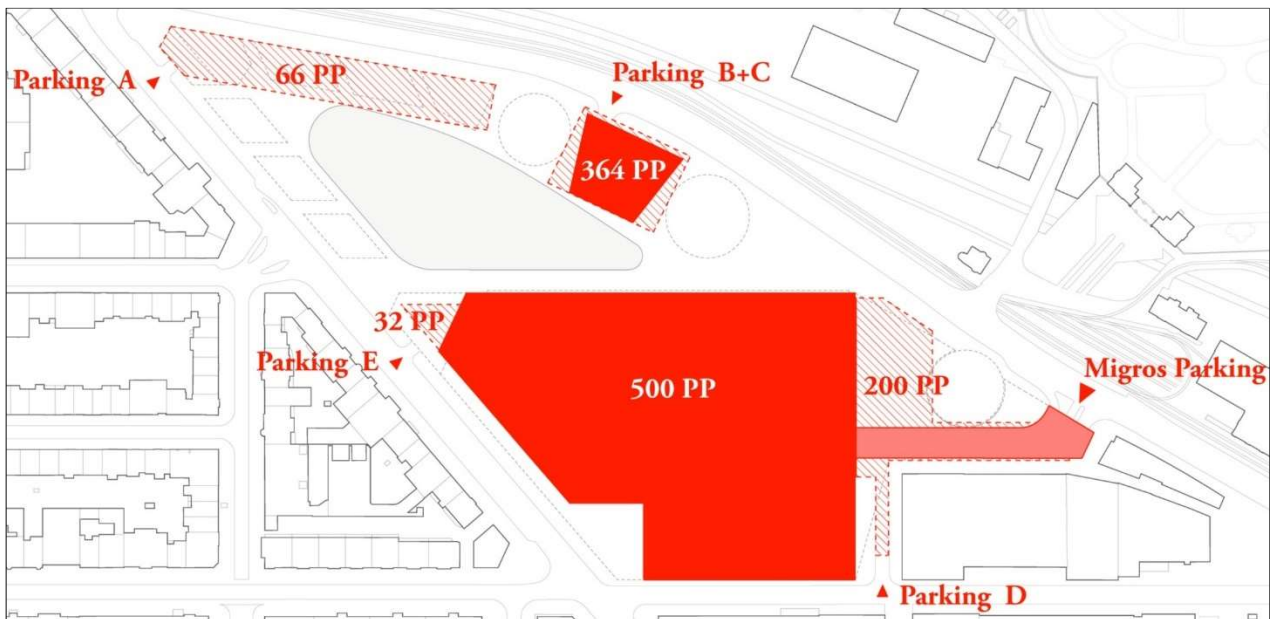 Parking A
66 PP
Parking B+C
364 PP
32 PP
Parking E
500 PP
200 PP
Migros Parking
Parking D